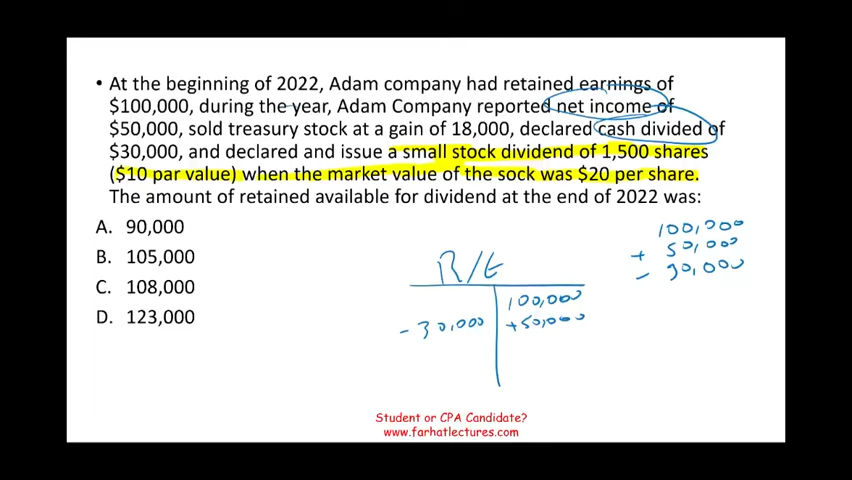 • At the beginning of 2022, Adam company had retained earnings of
$100,000, during the year, Adam Company reported net income of
$50,000, sold treasury stock at a gain of 18,000, declared cash divided of
$30,000, and declared and issue a small stock dividend of 1,500 shares
($10 par value) when the market value of the sock was $20 per share.
The amount of retained available for dividend at the end of 2022 was:
A. 90,000
B. 105,000
C. 108,000
D. 123,000
100,000
+ 50,000
- 30,000
R/E
100,000
- 30,000 +50,000
Student or CPA Candidate?
www.farhatlectures.com